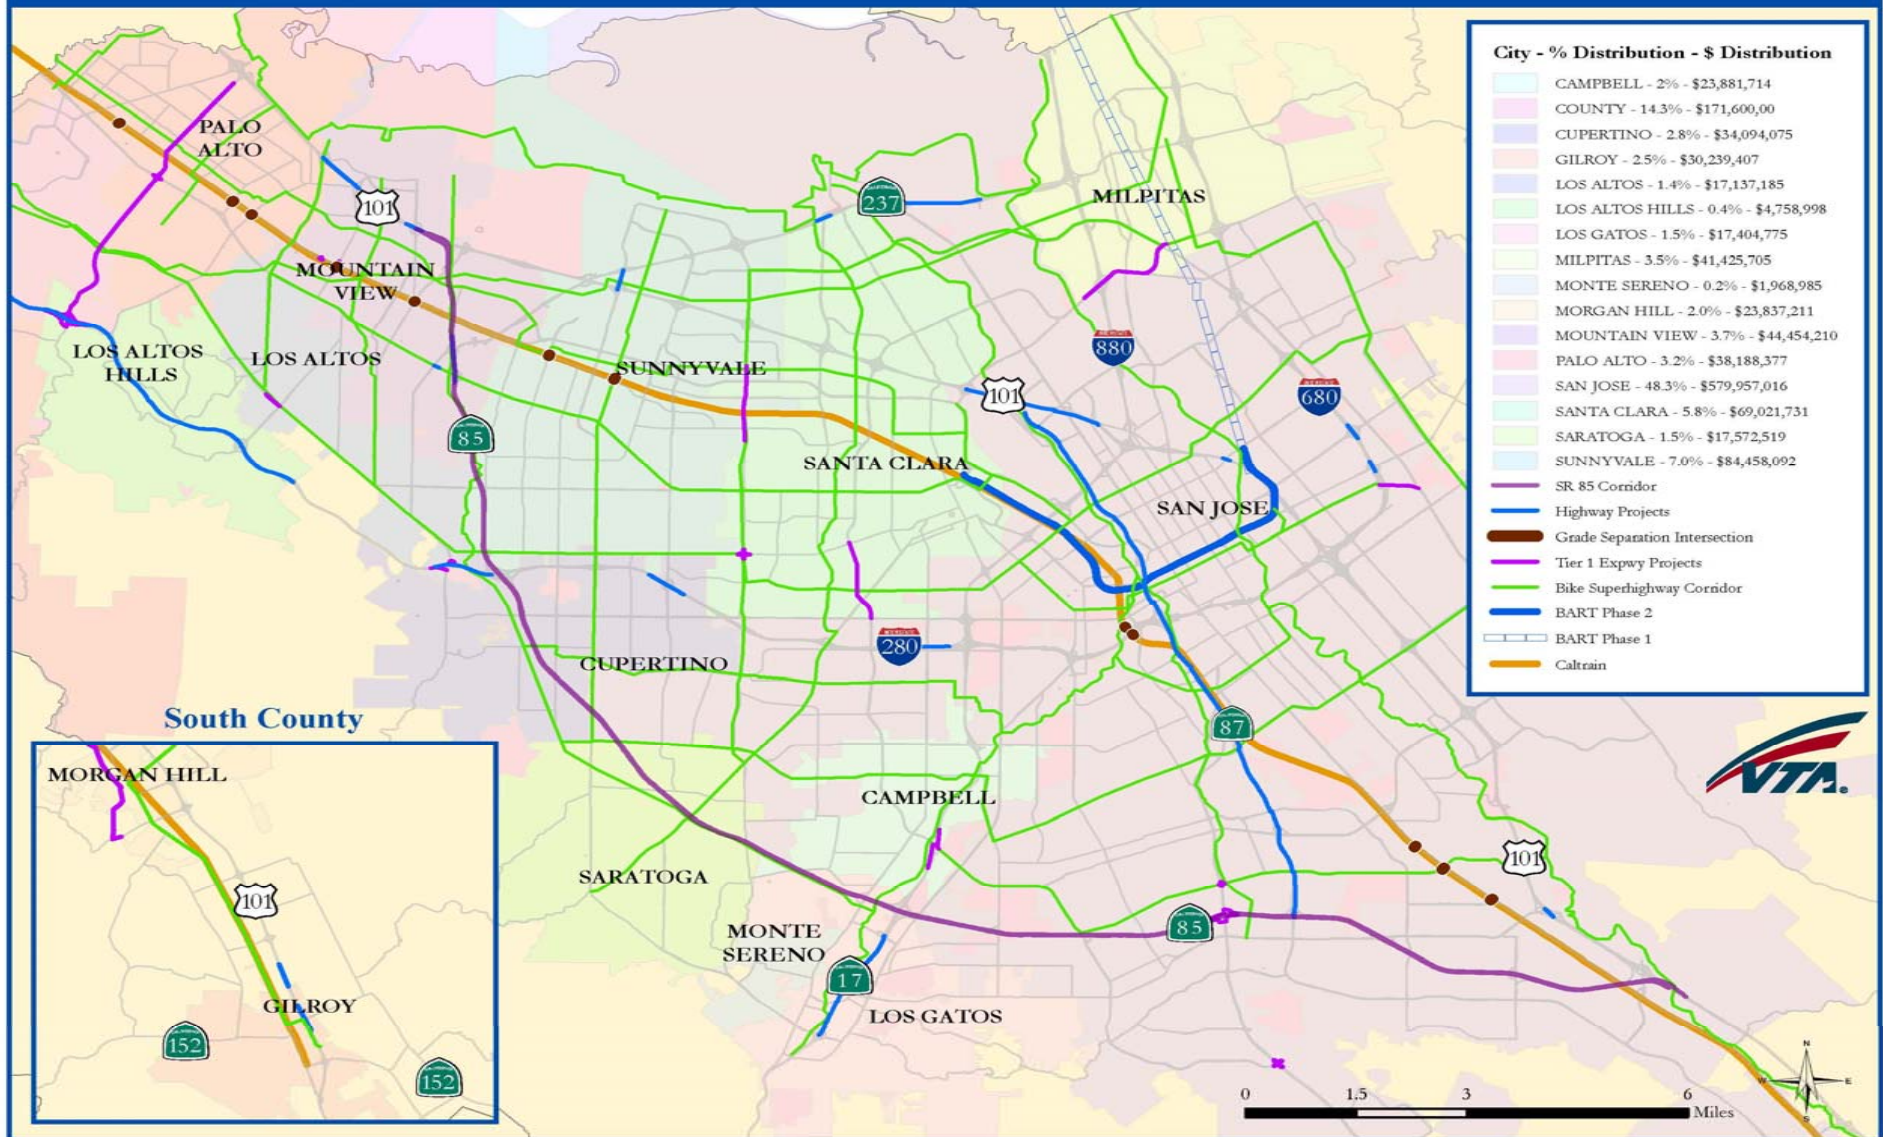 City - % Distribution - $ Distribution
CAMPBELL - 2% - $23,881,714
COUNTY - 14.3% - $171,600,00
CUPERTINO - 2.8% - $34,094,075
GILROY - 2.5% - $30,239,407
LOS ALTOS - 1.4% - $17,137,185
LOS ALTOS HILLS - 0.4% - $4,758,998
LOS GATOS - 1.5% - $17,404,775
MILPITAS - 3.5% - $41,425,705
MONTE SERENO - 0.2% - $1,968,985
MORGAN HILL - 2.0% - $23,837,211
MOUNTAIN VIEW - 3.7% - $44,454,210
PALO ALTO - 3.2% - $38,188,377
SAN JOSE - 48.3% - $579,957,016
SANTA CLARA - 5.8% - $69,021,731
SARATOGA - 1.5% - $17,572,519
SUNNYVALE - 7.0% - $84,458,092
SR 85 Corridor
Highway Projects
Grade Separation Intersection
Tier 1 Expwy Projects
Bike Superhighway Corridor
BART Phase 2
BART Phase 1
Caltrain
PALO
ALTO
101
237
MILPITAS
MOUNTAIN
VIEW
LOS ALTOS
HILLS
LOS ALTOS
SUNNYVALE
880
101
680
85
SANTA CLARA
SAN JOSE
280
CUPERTINO
87
CAMPBELL
SARATOGA
101
MONTE
SERENO
85
17
LOS GATOS
South County
MORGAN HILL
101
GILROY
152
152
VTA®
N
W
E
S
0 1.5 3 6
Miles